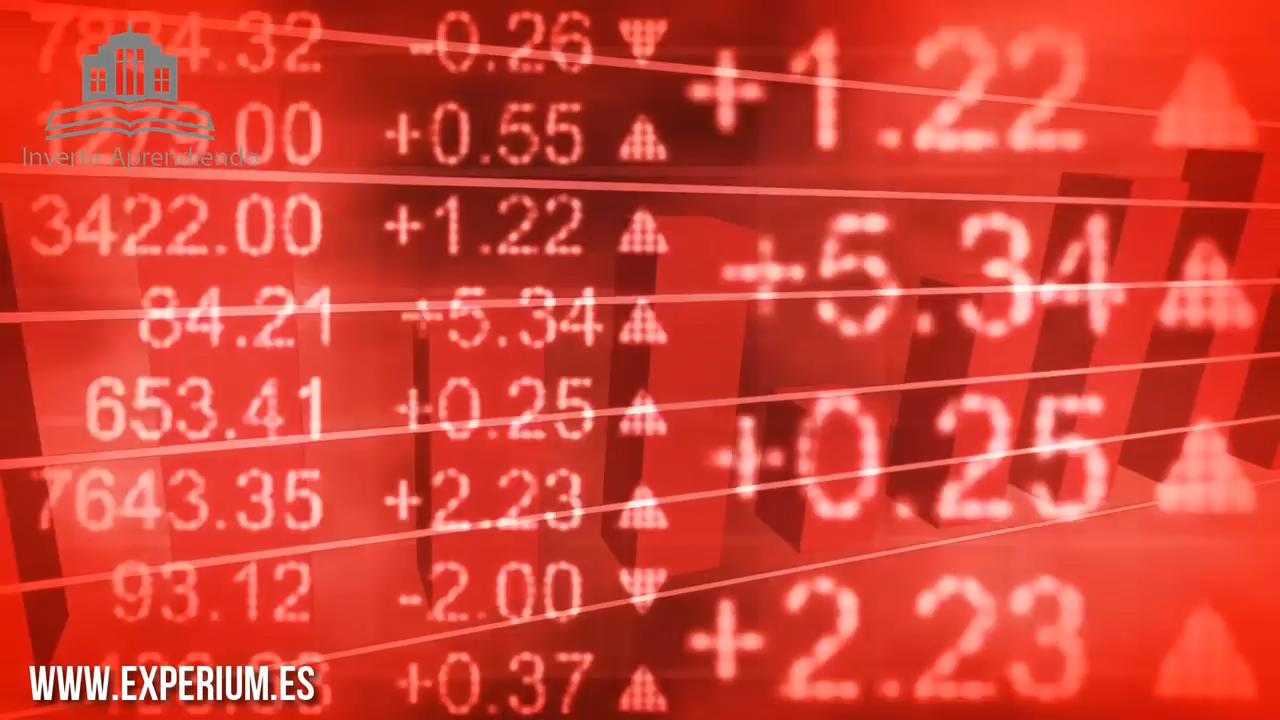 -0.26 ▼
+1.22 ▲
.00 +0.55 ▲
Invierto Aprendiendo
3422.00 +1.22 ▲
+5.34 ▲
84.21 +5.34 ▲
653.41 +0.25 ▲
+0.25 ▲
7643.35 +2.23 ▲
93.12 -2.00 ▼
+2.23 ▲
+0.37 ▲
WWW.EXPERIUM.ES